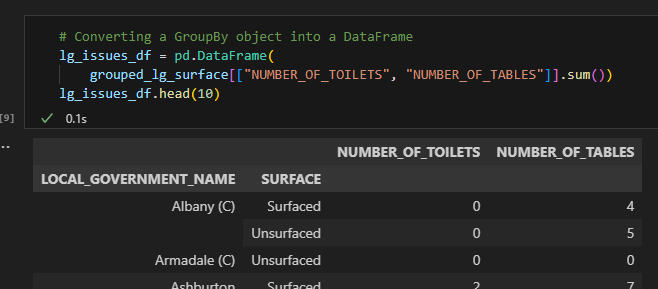 # Converting a GroupBy object into a DataFrame
lg_issues_df = pd.DataFrame(
grouped_lg_surface[["NUMBER_OF_TOILETS", "NUMBER_OF_TABLES"]].sum())
lg_issues_df.head(10)
[9] ✓ 0.1s
...
NUMBER_OF_TOILETS NUMBER_OF_TABLES
LOCAL_GOVERNMENT_NAME SURFACE
Albany (C) Surfaced 0 4
Unsurfaced 0 5
Armadale (C) Unsurfaced 0 0
Ashburton Surfaced 2 7